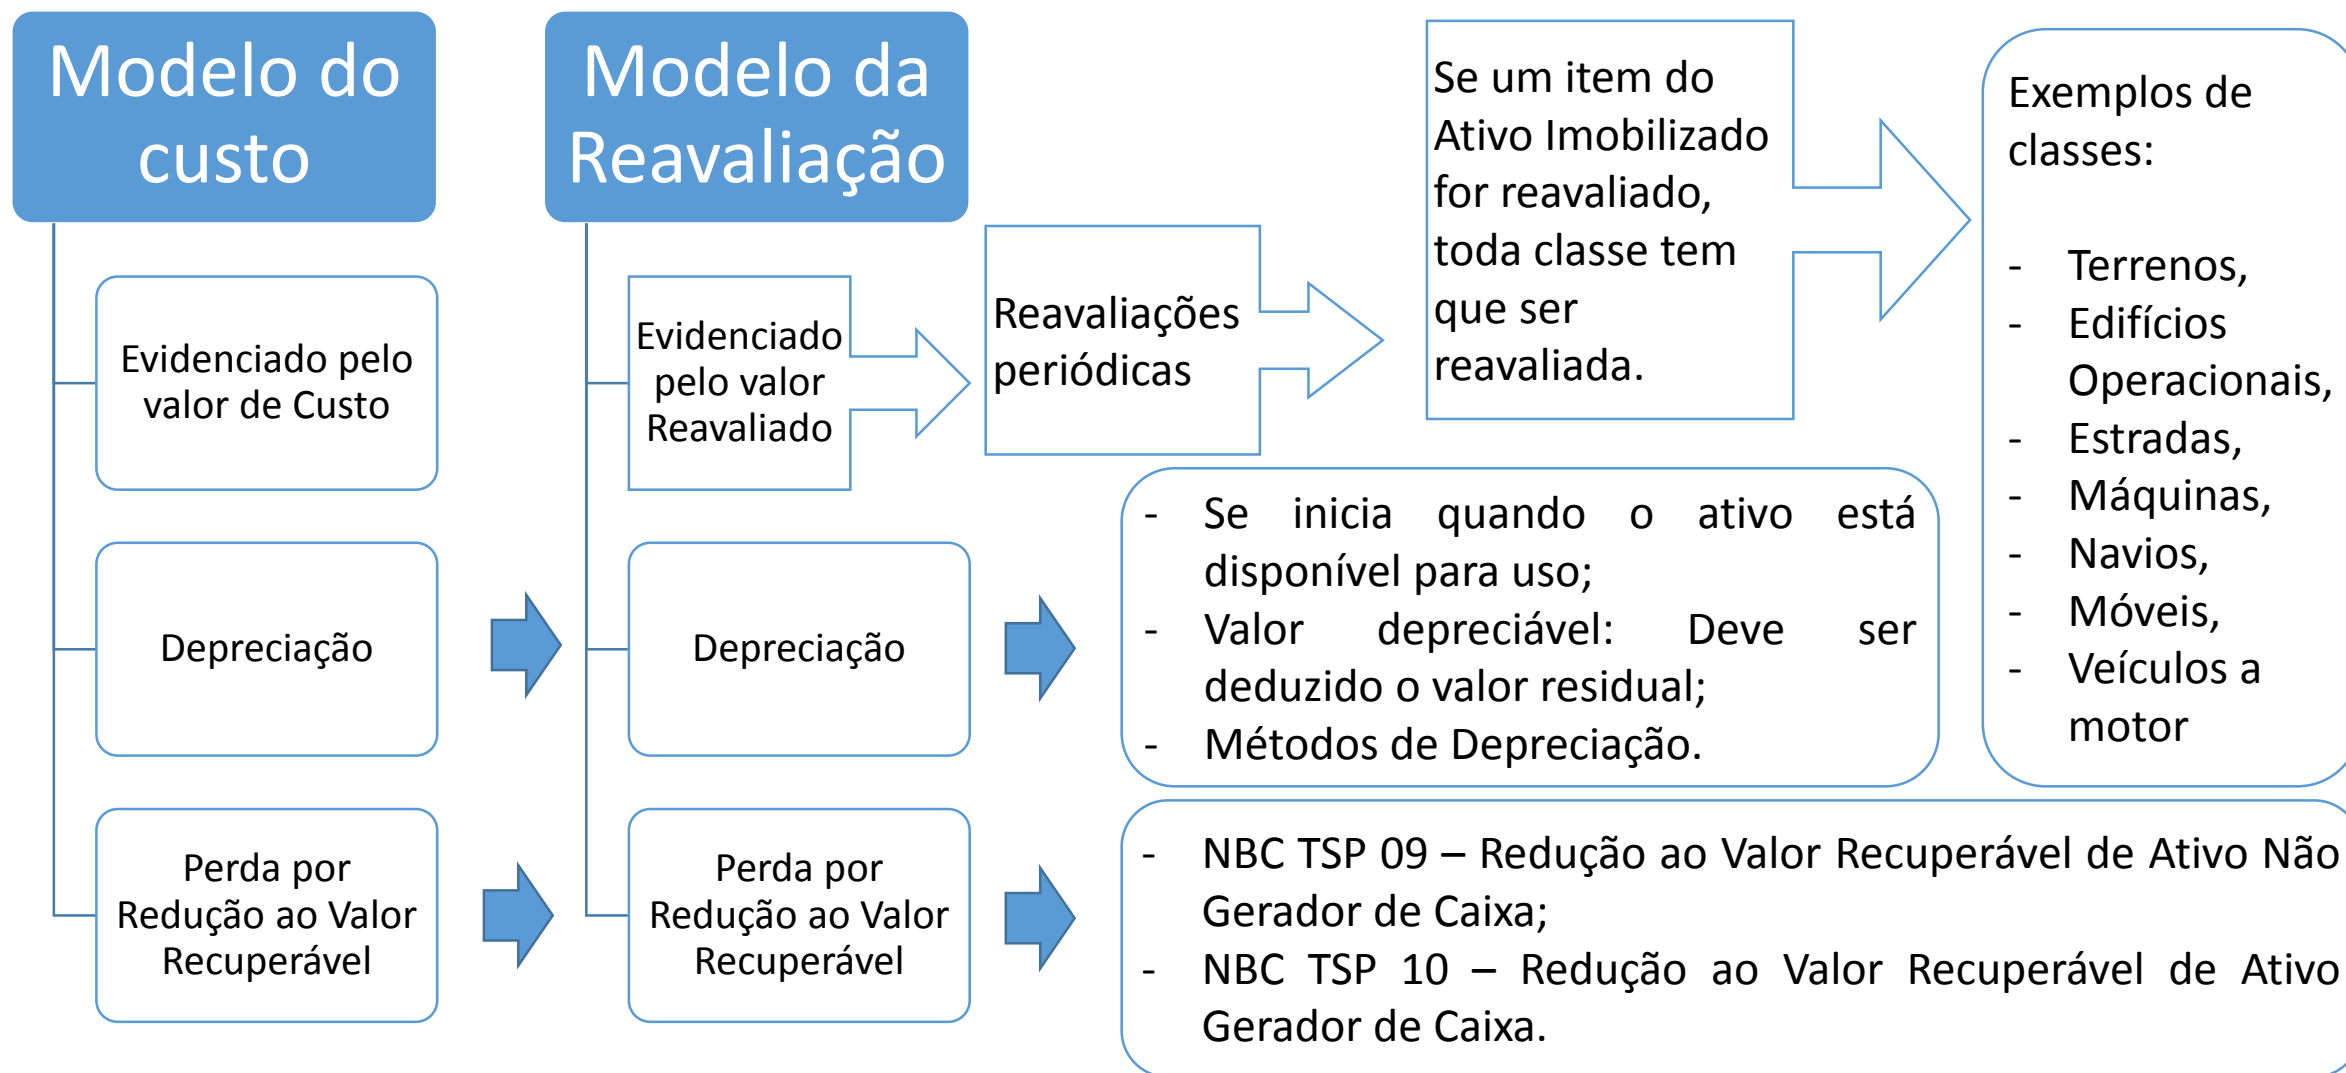 Modelo do
custo
Evidenciado pelo
valor de Custo
Depreciação
Perda por
Redução ao Valor
Recuperável
Modelo da
Reavaliação
Evidenciado
pelo valor
Reavaliado
Reavaliações
periódicas
Se um item do
Ativo Imobilizado
for reavaliado,
toda classe tem
que ser
reavaliada.
Exemplos de
classes:
- Terrenos,
- Edifícios
Operacionais,
- Estradas,
- Máquinas,
- Navios,
- Móveis,
- Veículos a
motor
Depreciação
- Se inicia quando o ativo está
disponível para uso;
- Valor depreciável: Deve ser
deduzido o valor residual;
- Métodos de Depreciação.
Perda por
Redução ao Valor
Recuperável
- NBC TSP 09 – Redução ao Valor Recuperável de Ativo Não
Gerador de Caixa;
- NBC TSP 10 – Redução ao Valor Recuperável de Ativo
Gerador de Caixa.